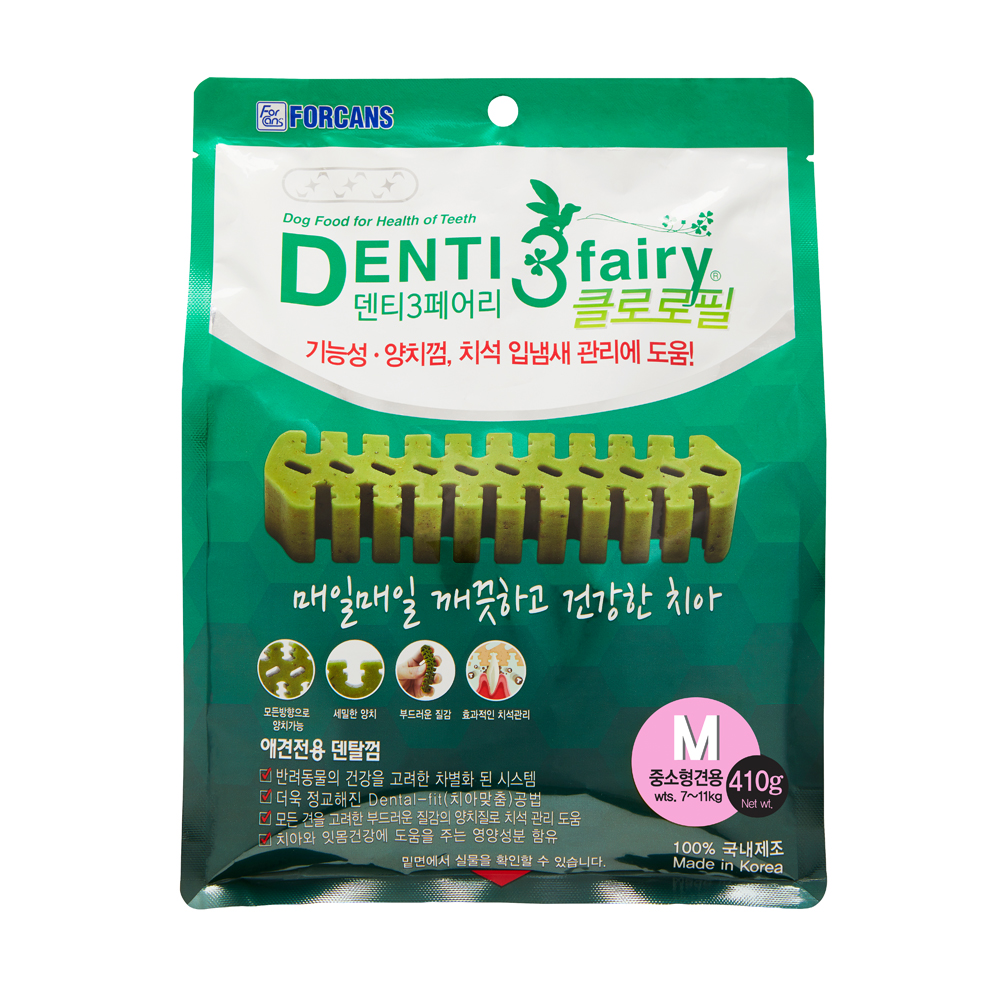 For Cans FORCANS
Dog Food for Health of Teeth
DENTI 3 fairy®
덴티3페어리
클로로필
기능성·양치껌, 치석 입냄새 관리에 도움!
매일매일 깨끗하고 건강한 치아
모든방향으로 양치가능
세밀한 양치
부드러운 질감
효과적인 치석관리
애견전용 덴탈껌
반려동물의 건강을 고려한 차별화 된 시스템
더욱 정교해진 Dental-fit(치아맞춤)공법
모든 견을 고려한 부드러운 질감의 양치질로 치석 관리 도움
치아와 잇몸건강에 도움을 주는 영양성분 함유
밑면에서 실물을 확인할 수 있습니다.
M
중소형견용
wts. 7~11kg
410g
Net wt.
100% 국내제조
Made in Korea